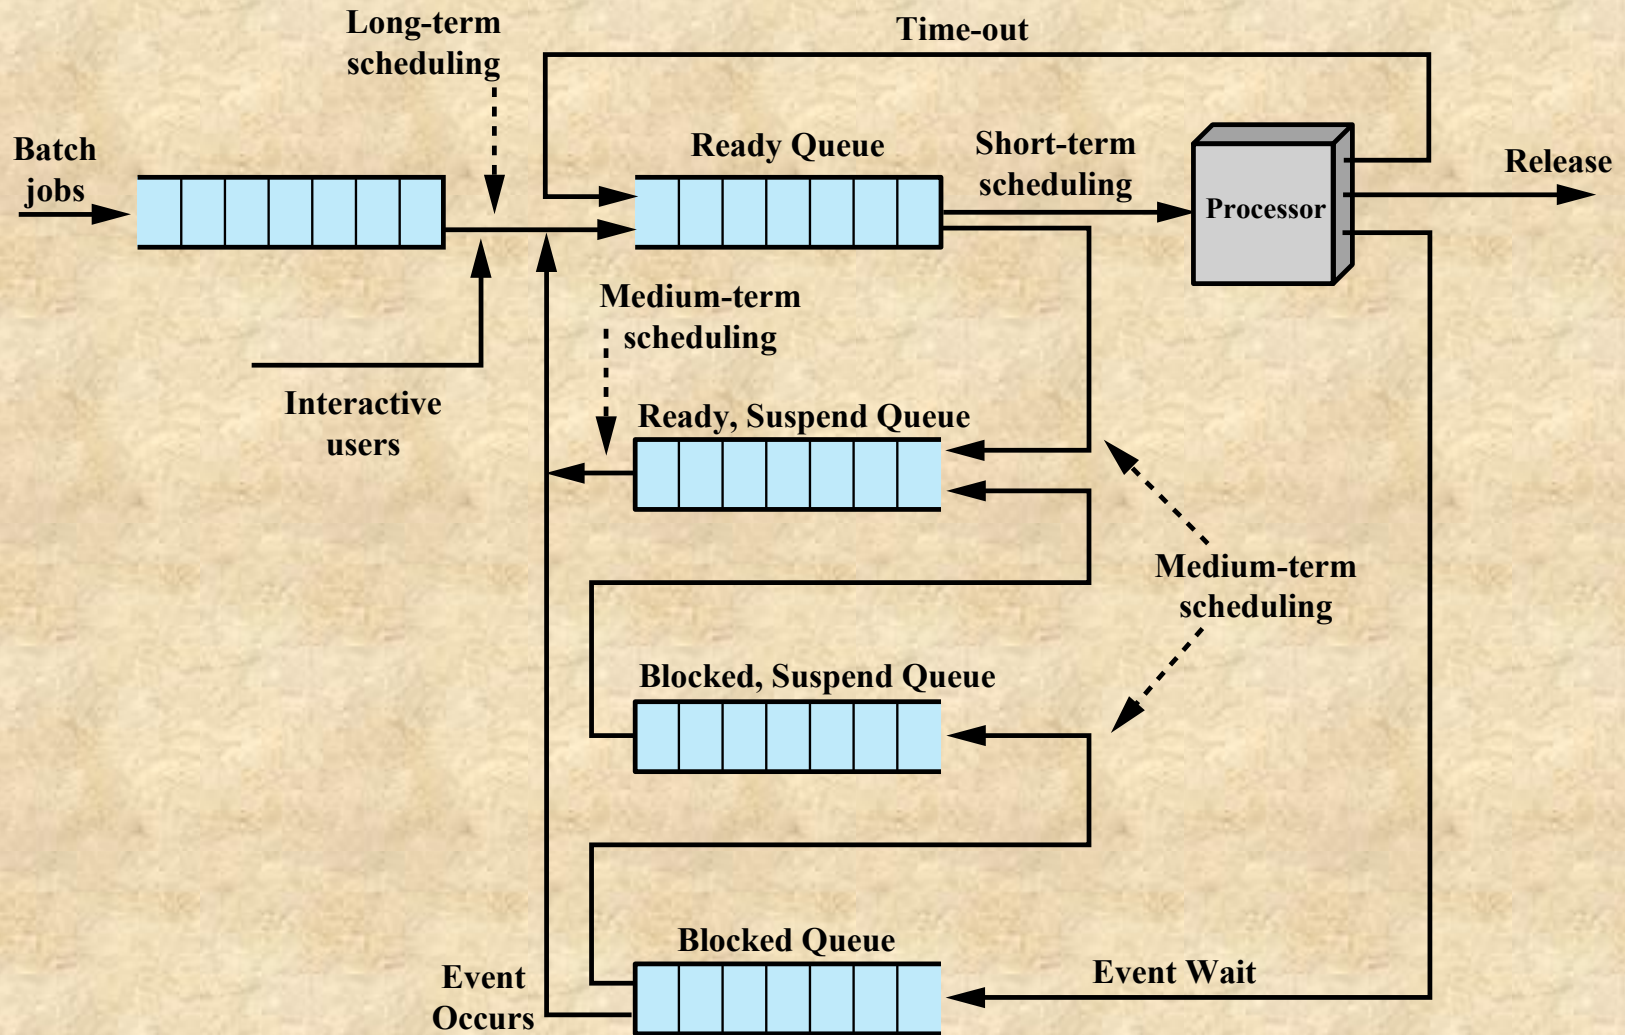 Long-term
scheduling
Time-out
Batch
jobs
Ready Queue
Short-term
scheduling
Processor
Release
Medium-term
scheduling
Interactive
users
Ready, Suspend Queue
Medium-term
scheduling
Blocked, Suspend Queue
Blocked Queue
Event Wait
Event
Occurs